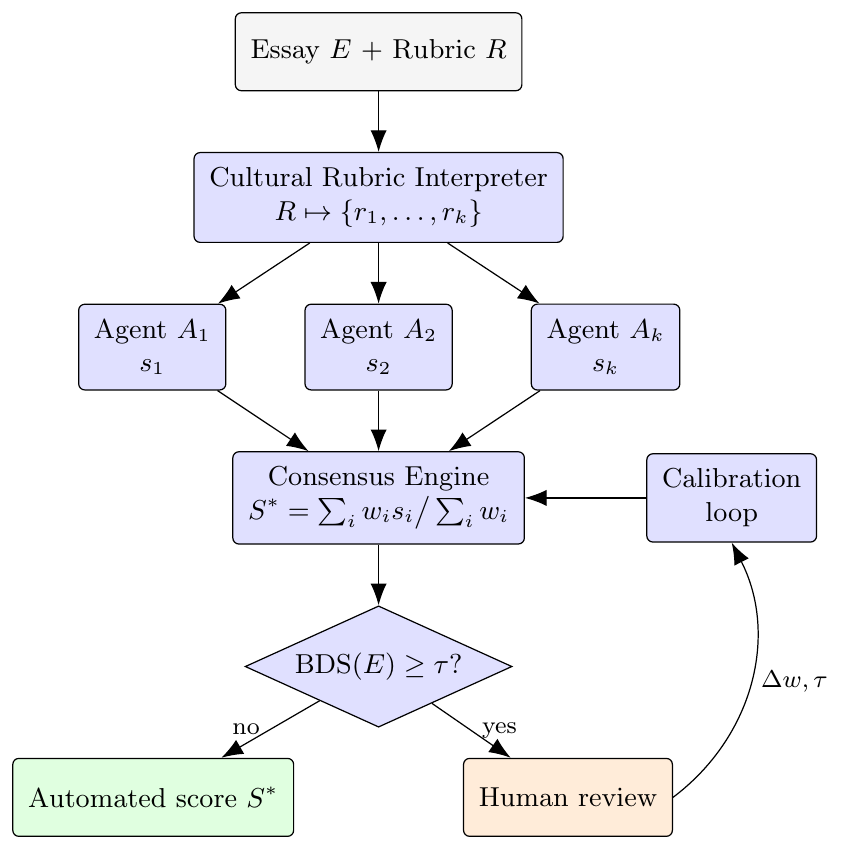 Essay E + Rubric R
Cultural Rubric Interpreter
R ↦ {r₁, …, rₖ}
Agent A₁
s₁
Agent A₂
s₂
Agent Aₖ
sₖ
Consensus Engine
S* = ∑ᵢ wᵢsᵢ / ∑ᵢ wᵢ
Calibration
loop
BDS(E) ≥ τ?
Δw, τ
no
yes
Automated score S*
Human review